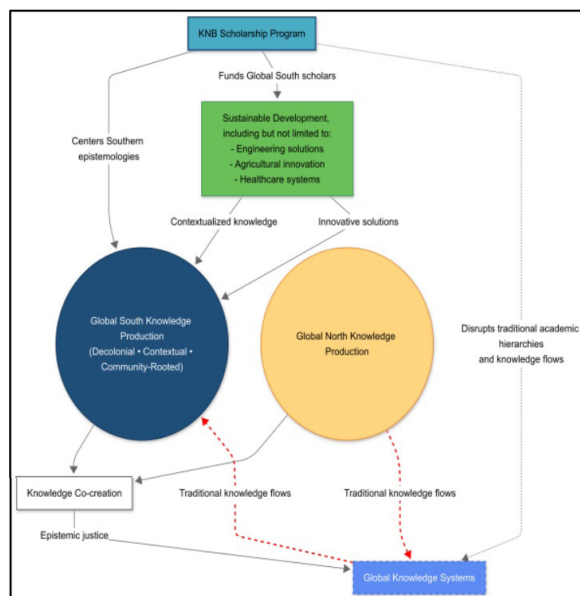 KNB Scholarship Program
Funds Global South scholars
Sustainable Development,
including but not limited to:
- Engineering solutions
- Agricultural innovation
- Healthcare systems
Centers Southern
epistemologies
Contextualized knowledge
Innovative solutions
Global South Knowledge
Production
(Decolonial • Contextual •
Community-Rooted)
Global North Knowledge
Production
Disrupts traditional academic
hierarchies
and knowledge flows
Knowledge Co-creation
Traditional knowledge flows
Traditional knowledge flows
Epistemic justice
Global Knowledge Systems